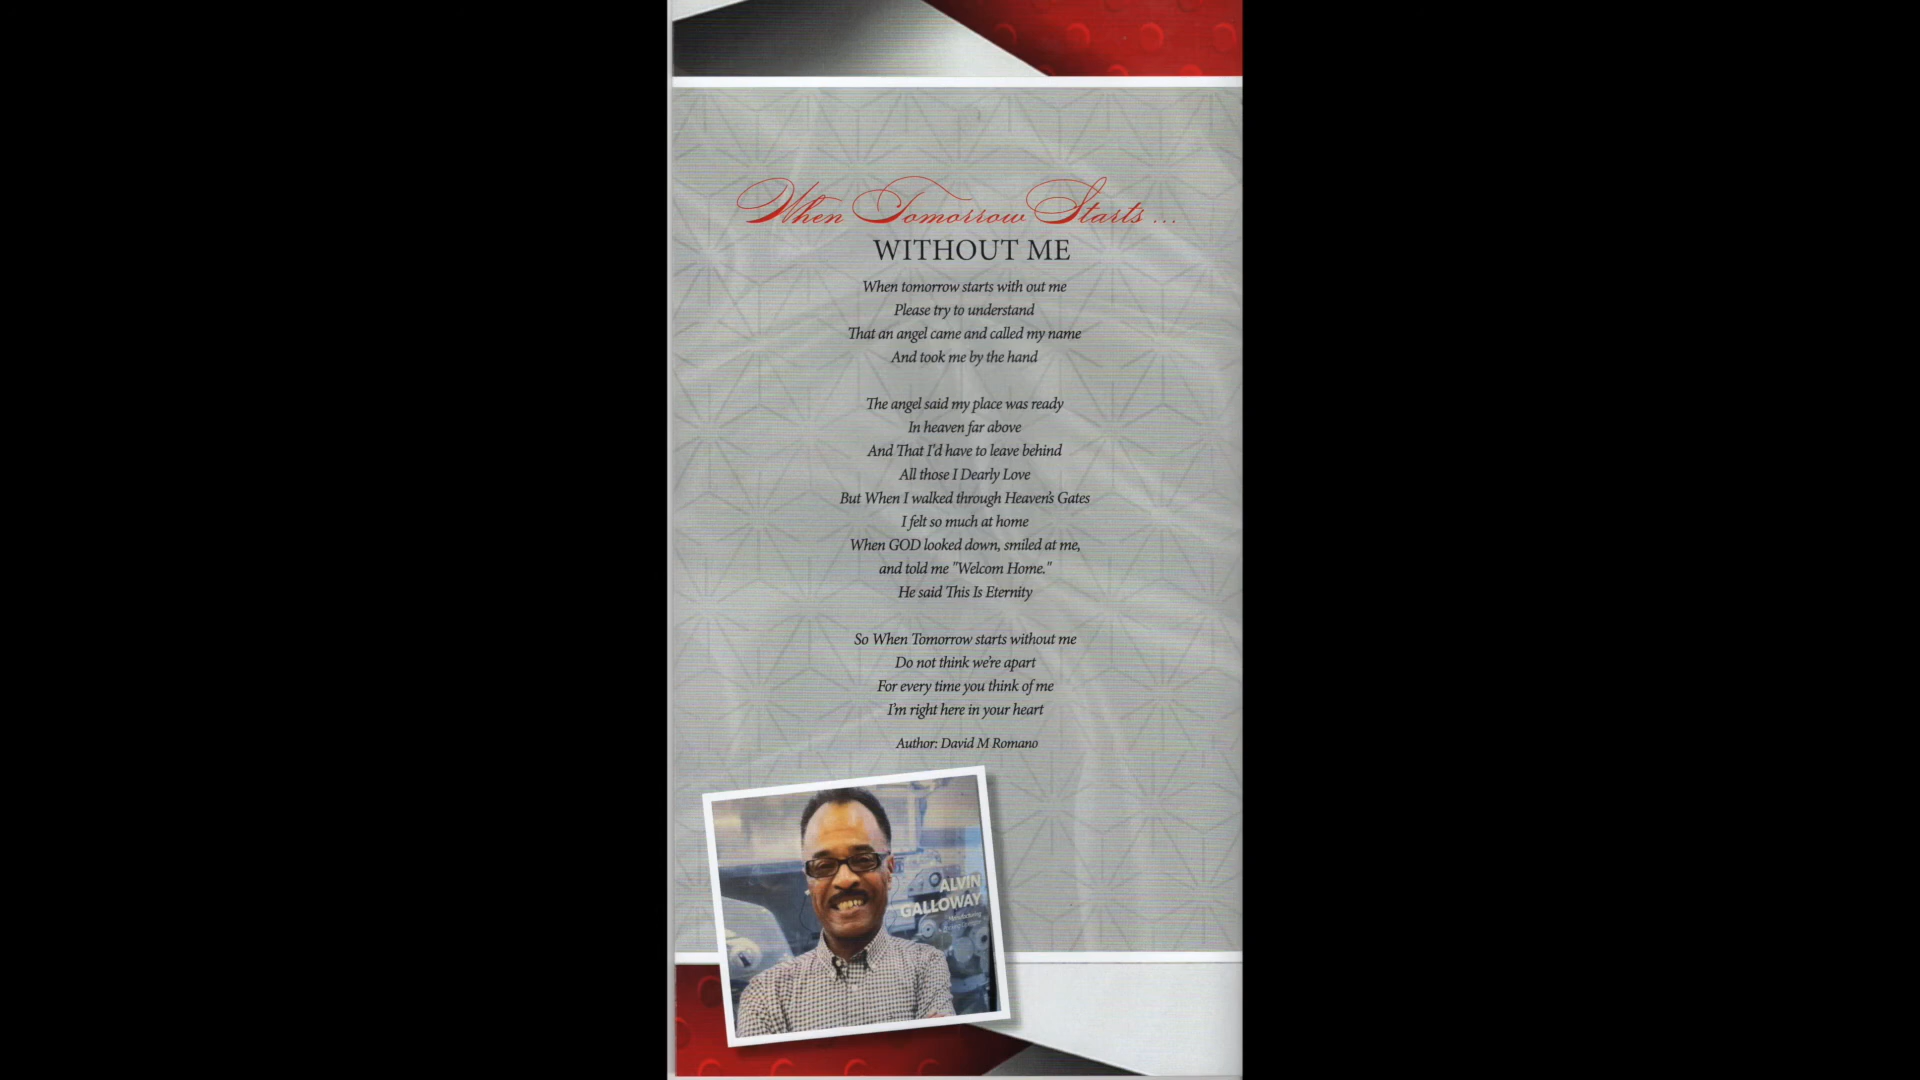 When Tomorrow Starts ...
WITHOUT ME
When tomorrow starts with out me
Please try to understand
That an angel came and called my name
And took me by the hand
The angel said my place was ready
In heaven far above
And That I'd have to leave behind
All those I Dearly Love
But When I walked through Heaven's Gates
I felt so much at home
When GOD looked down, smiled at me,
and told me "Welcom Home."
He said This Is Eternity
So When Tomorrow starts without me
Do not think we're apart
For every time you think of me
I'm right here in your heart
Author: David M Romano
ALVIN
GALLOWAY
Manufacturing